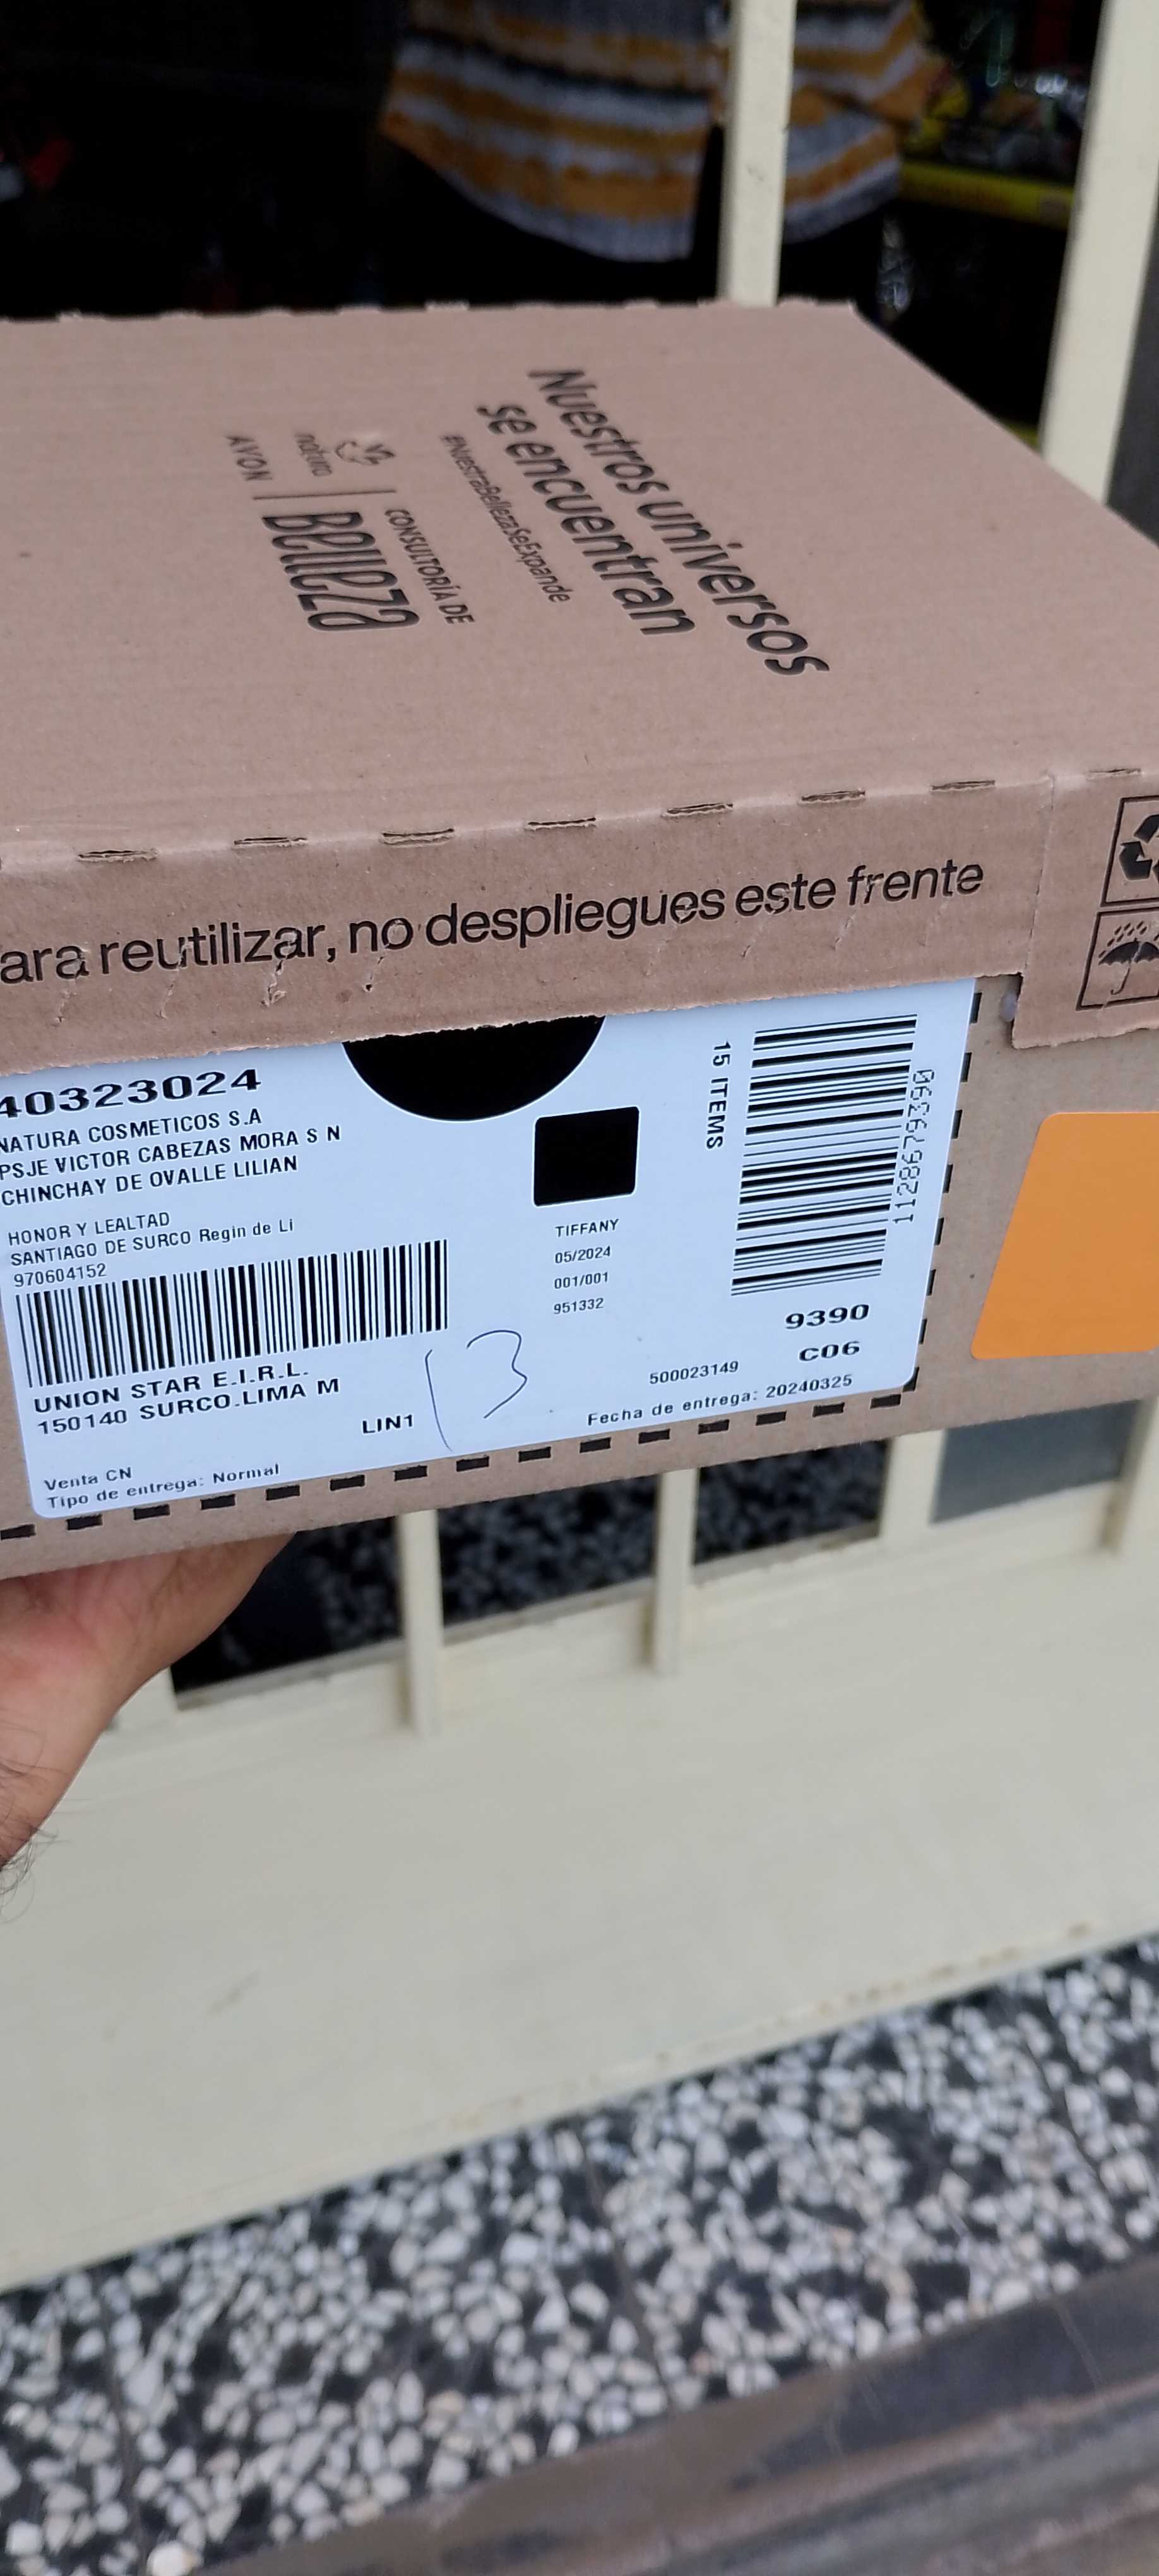 Nuestros universos
se encuentran
#NuestraBellezaSeExpande
CONSULTORÍA DE
Belleza
natura
AVON
ara reutilizar, no despliegues este frente
40323024
NATURA COSMETICOS S.A
PSJE VICTOR CABEZAS MORA S N
CHINCHAY DE OVALLE LILIAN
HONOR Y LEALTAD
SANTIAGO DE SURCO Regin de Li
970604152
UNION STAR E.I.R.L.
150140 SURCO.LIMA M
LIN1
13
Venta CN
Tipo de entrega: Normal
TIFFANY
05/2024
001/001
951332
15 ITEMS
112867939​0
9390
C06
500023149
Fecha de entrega: 20240325